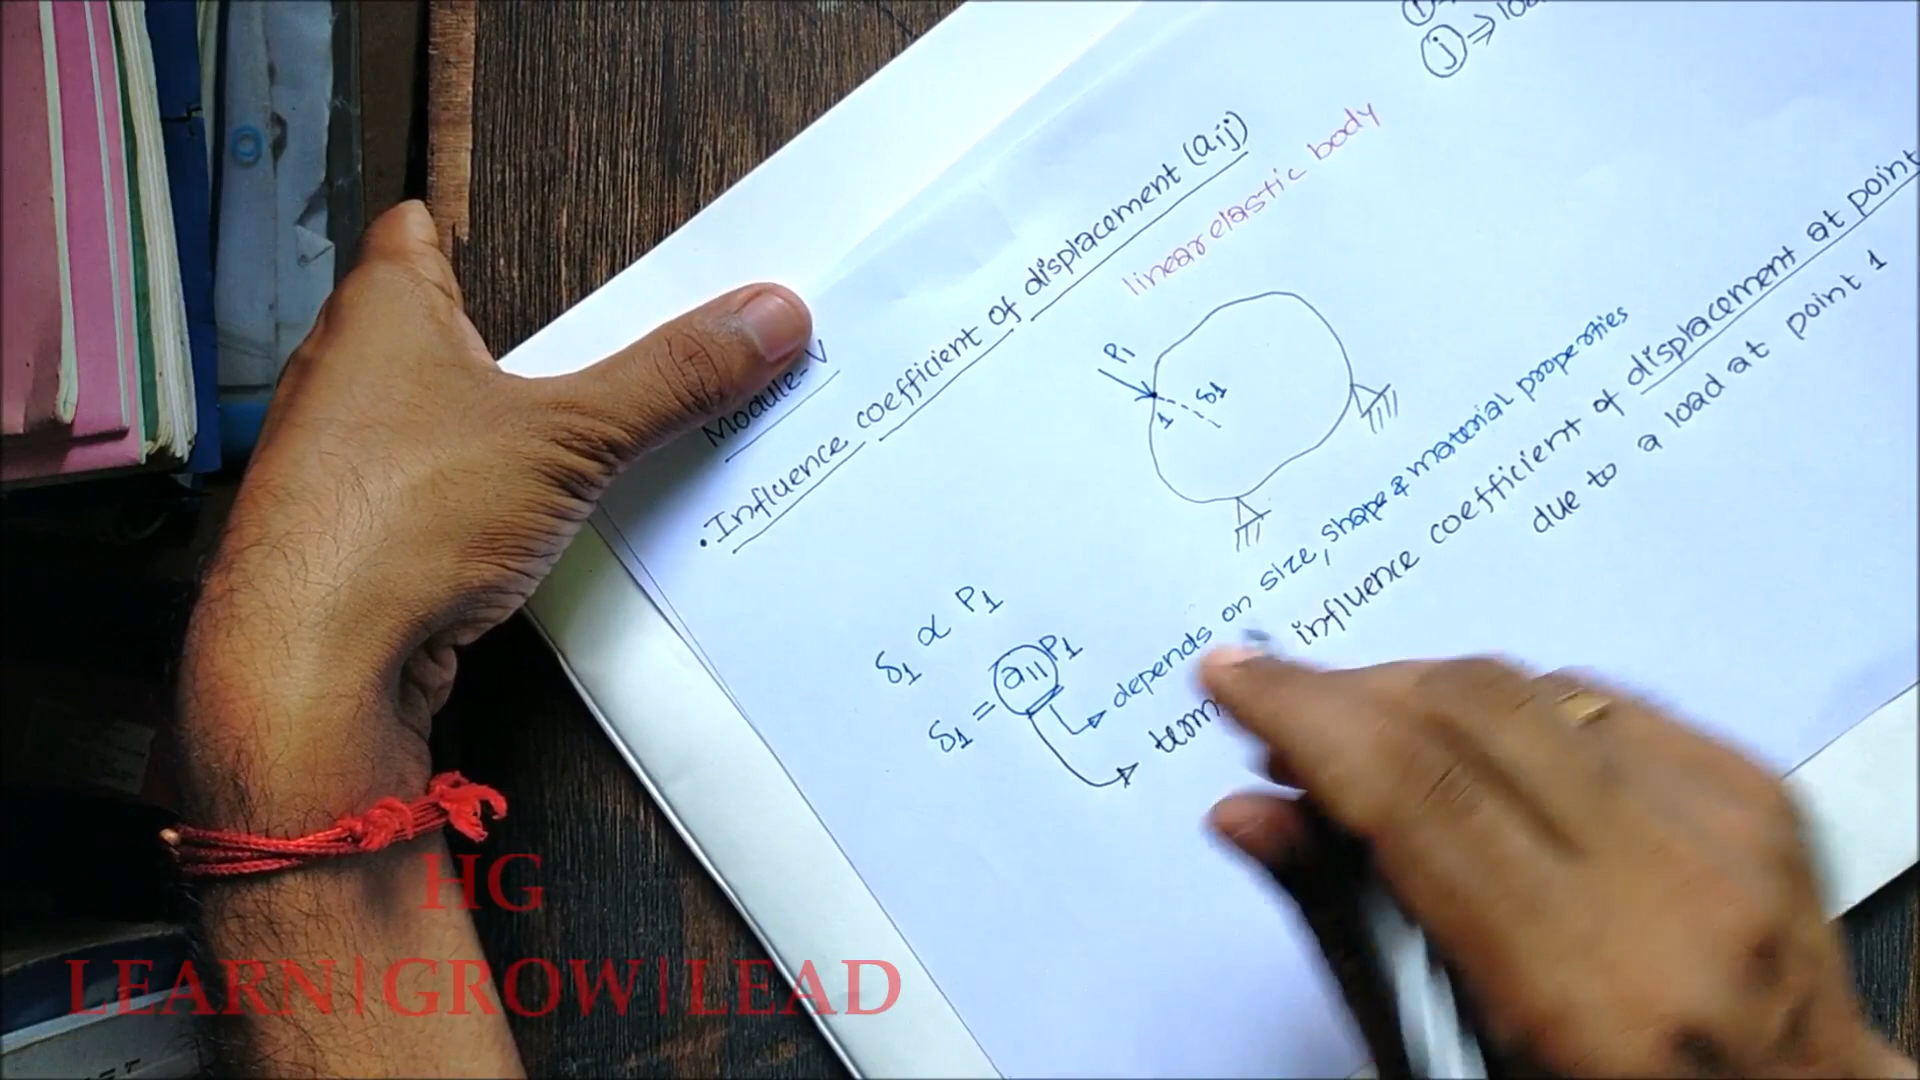 Module-V
• Influence coefficient of displacement (aij)
j ⇒
linear elastic body
P1
1
δ1
δ1 ∝ P1
δ1 = a11 P1
depends on size, shape & material properties
influence coefficient of displacement at point
due to a load at point 1
HG
LEARN|GROW|LEAD